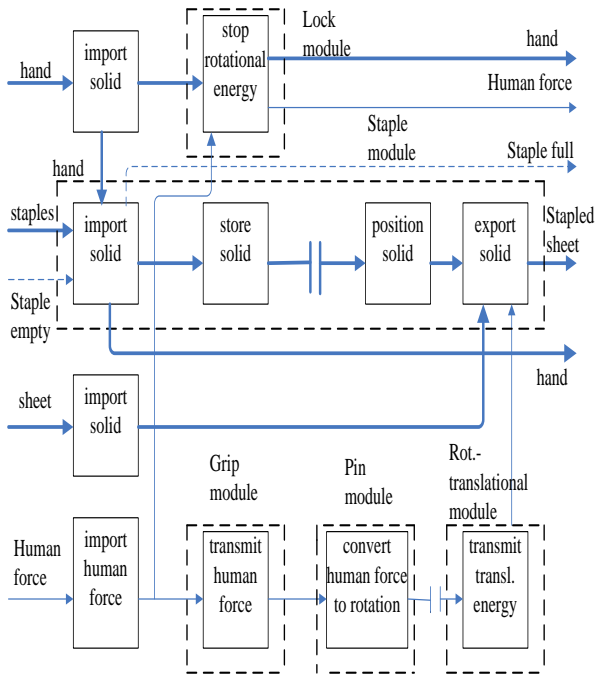 import
solid
stop
rotational
energy
Lock
module
hand
hand
Human force
Staple
module
Staple full
hand
staples
import
solid
store
solid
position
solid
export
solid
Stapled
sheet
Staple
empty
hand
sheet
import
solid
Grip
module
Pin
module
Rot.-
translational
module
Human
force
import
human
force
transmit
human
force
convert
human force
to rotation
transmit
transl.
energy